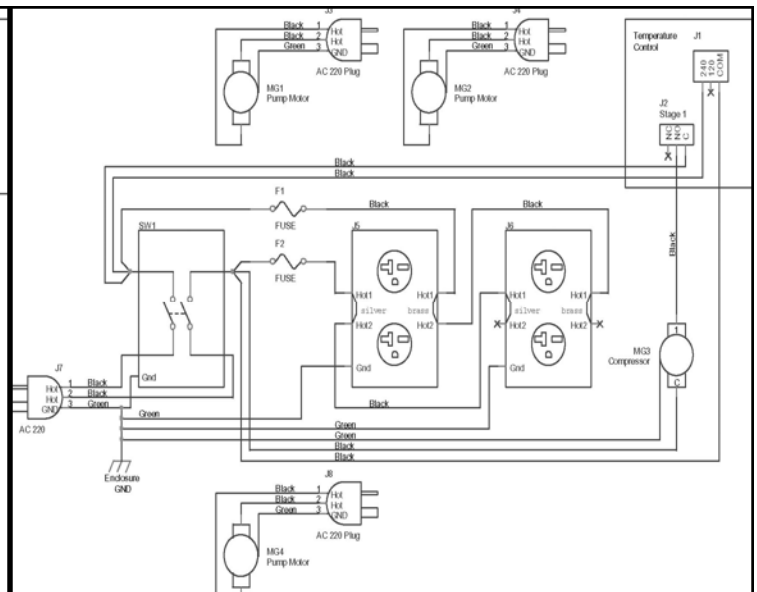 J3
Black 1 Hot
Black 2 Hot
Green 3 GND
AC 220 Plug
MG1
Pump Motor
J4
Black 1 Hot
Black 2 Hot
Green 3 GND
AC 220 Plug
MG2
Pump Motor
Temperature
Control
J1
240
120
COM
J2
Stage 1
NC
NO
C
Black
Black
F1
FUSE
Black
Black
SW1
F2
FUSE
J5
J6
Hot1 Hot1
silver brass
Hot2 Hot2
Gnd
Hot1 Hot1
silver brass
Hot2 Hot2
Gnd
Black
1
MG3
Compressor
C
Gnd
J7
Hot 1 Black
Hot 2 Black
GND 3 Green
AC 220
Black
Green
Green
Green
Black
Black
Enclosure
GND
J8
Black 1 Hot
Black 2 Hot
Green 3 GND
AC 220 Plug
MG4
Pump Motor